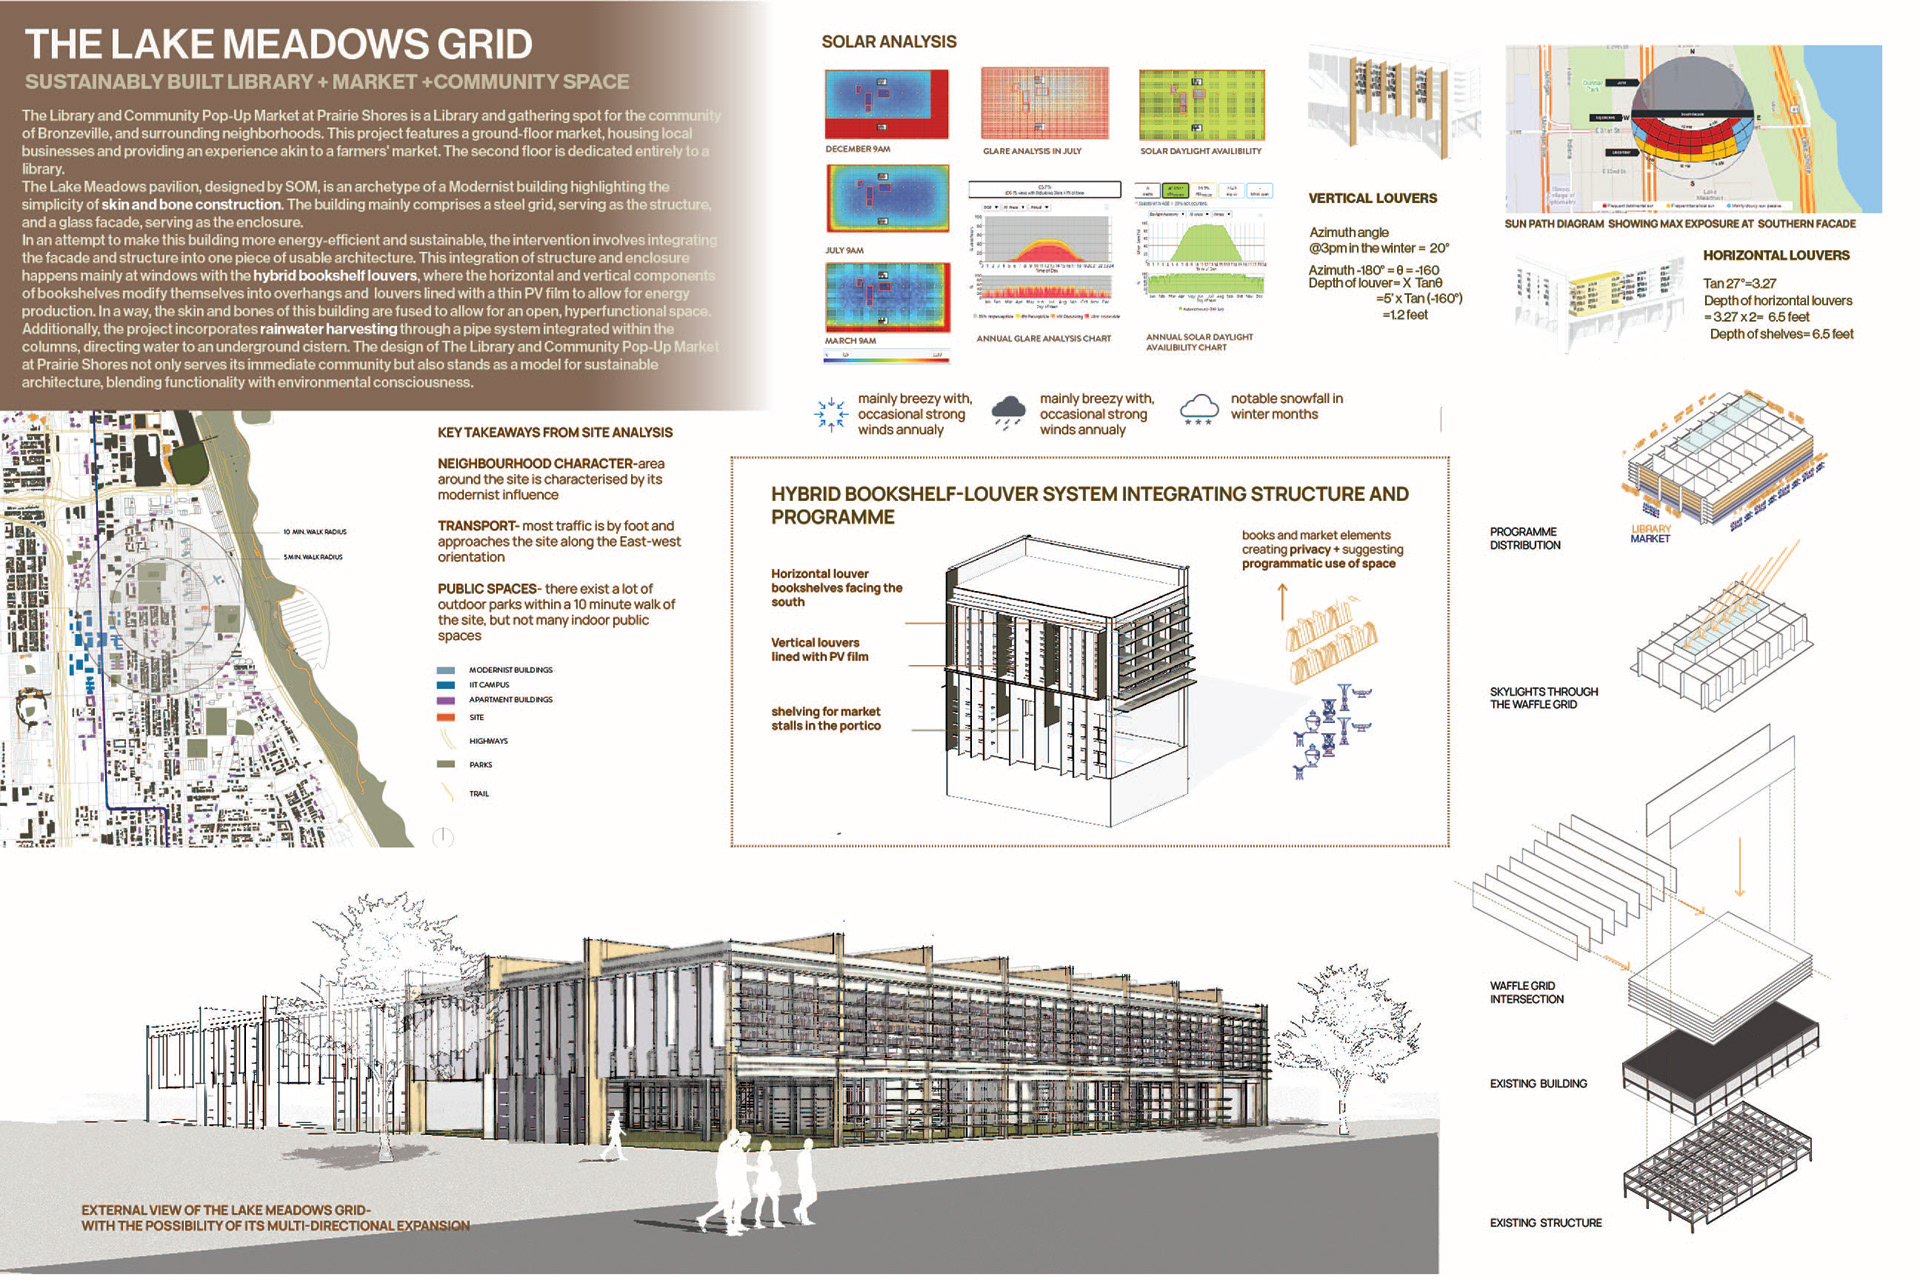 THE LAKE MEADOWS GRID
SUSTAINABLY BUILT LIBRARY + MARKET +COMMUNITY SPACE
The Library and Community Pop-Up Market at Prairie Shores is a Library and gathering spot for the community
of Bronzeville, and surrounding neighborhoods. This project features a ground-floor market, housing local
businesses and providing an experience akin to a farmers' market. The second floor is dedicated entirely to a
library.
The Lake Meadows pavilion, designed by SOM, is an archetype of a Modernist building highlighting the
simplicity of skin and bone construction. The building mainly comprises a steel grid, serving as the structure,
and a glass facade, serving as the enclosure.
In an attempt to make this building more energy-efficient and sustainable, the intervention involves integrating
the facade and structure into one piece of usable architecture. This integration of structure and enclosure
happens mainly at windows with the hybrid bookshelf louvers, where the horizontal and vertical components
of bookshelves modify themselves into overhangs and louvers lined with a thin PV film to allow for energy
production. In a way, the skin and bones of this building are fused to allow for an open, hyperfunctional space.
Additionally, the project incorporates rainwater harvesting through a pipe system integrated within the
columns, directing water to an underground cistern. The design of The Library and Community Pop-Up Market
at Prairie Shores not only serves its immediate community but also stands as a model for sustainable
architecture, blending functionality with environmental consciousness.
SOLAR ANALYSIS
DECEMBER 9AM
GLARE ANALYSIS IN JULY
SOLAR DAYLIGHT AVAILIBILITY
JULY 9AM
MARCH 9AM
ANNUAL GLARE ANALYSIS CHART
ANNUAL SOLAR DAYLIGHT
AVAILIBILITY CHART
VERTICAL LOUVERS
Azimuth angle
@3pm in the winter = 20°
Azimuth -180° = θ = -160
Depth of louver= X Tanθ
=5' x Tan (-160°)
=1.2 feet
N
W
E
S
Lake
Meadows
SUN PATH DIAGRAM SHOWING MAX EXPOSURE AT SOUTHERN FACADE
HORIZONTAL LOUVERS
Tan 27°=3.27
Depth of horizontal louvers
= 3.27 x 2= 6.5 feet
Depth of shelves= 6.5 feet
mainly breezy with,
occasional strong
winds annualy
mainly breezy with,
occasional strong
winds annualy
notable snowfall in
winter months
10 MIN. WALK RADIUS
5 MIN. WALK RADIUS
KEY TAKEAWAYS FROM SITE ANALYSIS
NEIGHBOURHOOD CHARACTER-area
around the site is characterised by its
modernist influence
TRANSPORT- most traffic is by foot and
approaches the site along the East-west
orientation
PUBLIC SPACES- there exist a lot of
outdoor parks within a 10 minute walk of
the site, but not many indoor public
spaces
MODERNIST BUILDINGS
IIT CAMPUS
APARTMENT BUILDINGS
SITE
HIGHWAYS
PARKS
TRAIL
HYBRID BOOKSHELF-LOUVER SYSTEM INTEGRATING STRUCTURE AND
PROGRAMME
Horizontal louver
bookshelves facing the
south
Vertical louvers
lined with PV film
shelving for market
stalls in the portico
books and market elements
creating privacy + suggesting
programmatic use of space
PROGRAMME
DISTRIBUTION
LIBRARY
MARKET
SKYLIGHTS THROUGH
THE WAFFLE GRID
WAFFLE GRID
INTERSECTION
EXISTING BUILDING
EXISTING STRUCTURE
EXTERNAL VIEW OF THE LAKE MEADOWS GRID-
WITH THE POSSIBILITY OF ITS MULTI-DIRECTIONAL EXPANSION